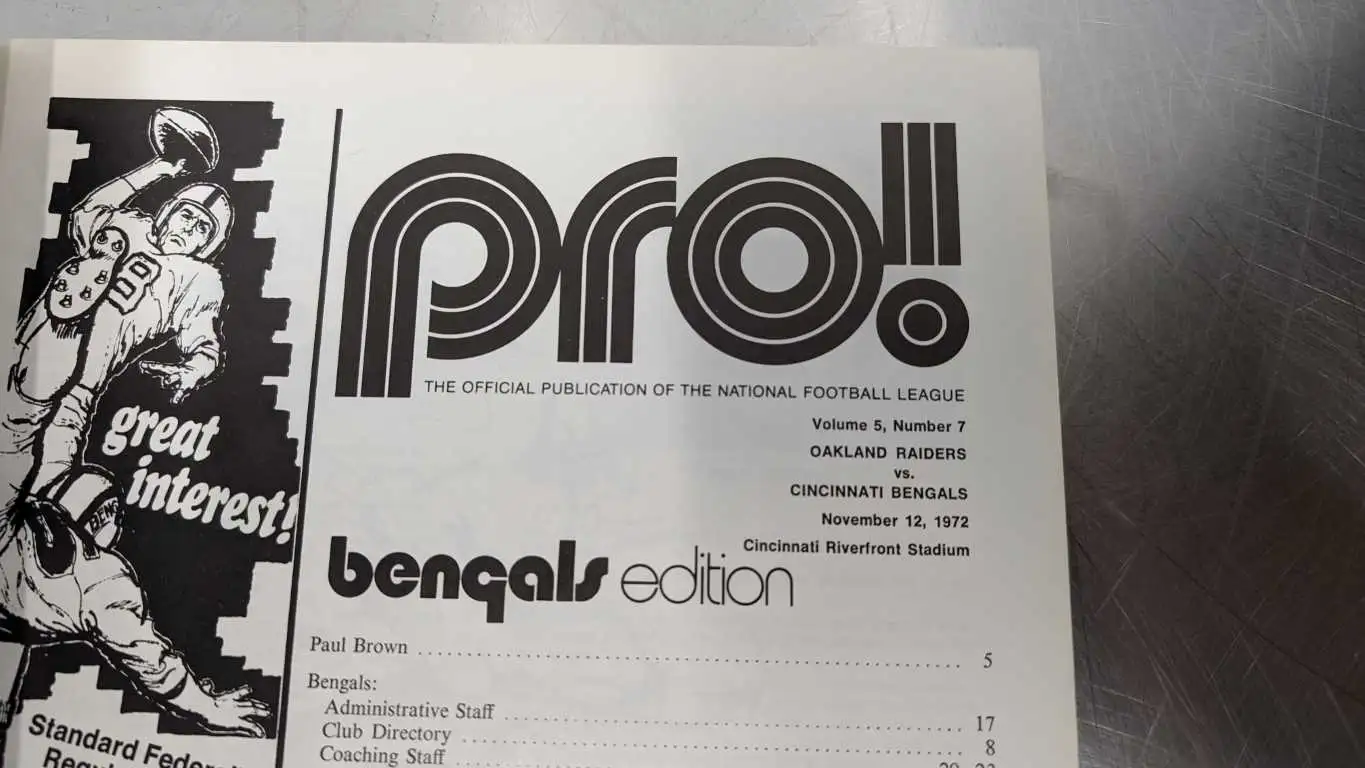 great
interest!
Standard Federal
pro!
THE OFFICIAL PUBLICATION OF THE NATIONAL FOOTBALL LEAGUE
Volume 5, Number 7
OAKLAND RAIDERS
vs.
CINCINNATI BENGALS
November 12, 1972
Cincinnati Riverfront Stadium
bengals edition
Paul Brown 5
Bengals:
Administrative Staff 17
Club Directory 8
Coaching Staff